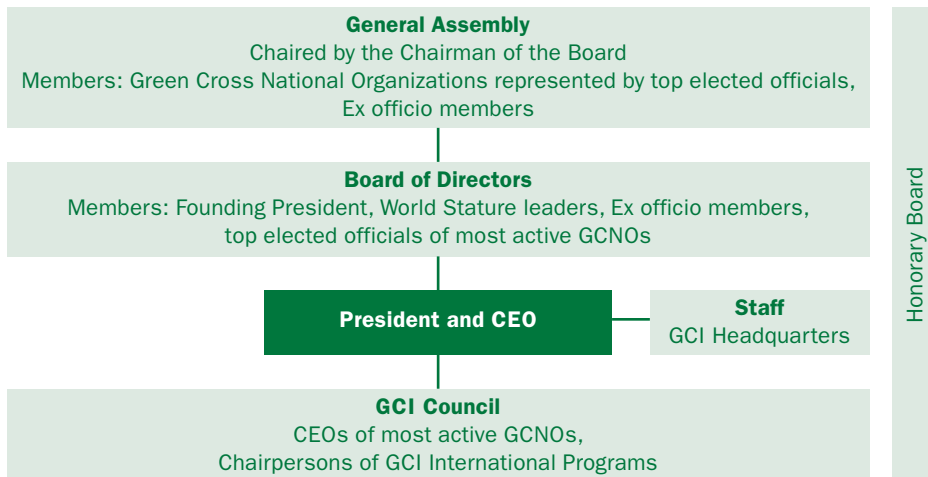 General Assembly
Chaired by the Chairman of the Board
Members: Green Cross National Organizations represented by top elected officials,
Ex officio members
Board of Directors
Members: Founding President, World Stature leaders, Ex officio members,
top elected officials of most active GCNOs
President and CEO
Staff
GCI Headquarters
GCI Council
CEOs of most active GCNOs,
Chairpersons of GCI International Programs
Honorary Board